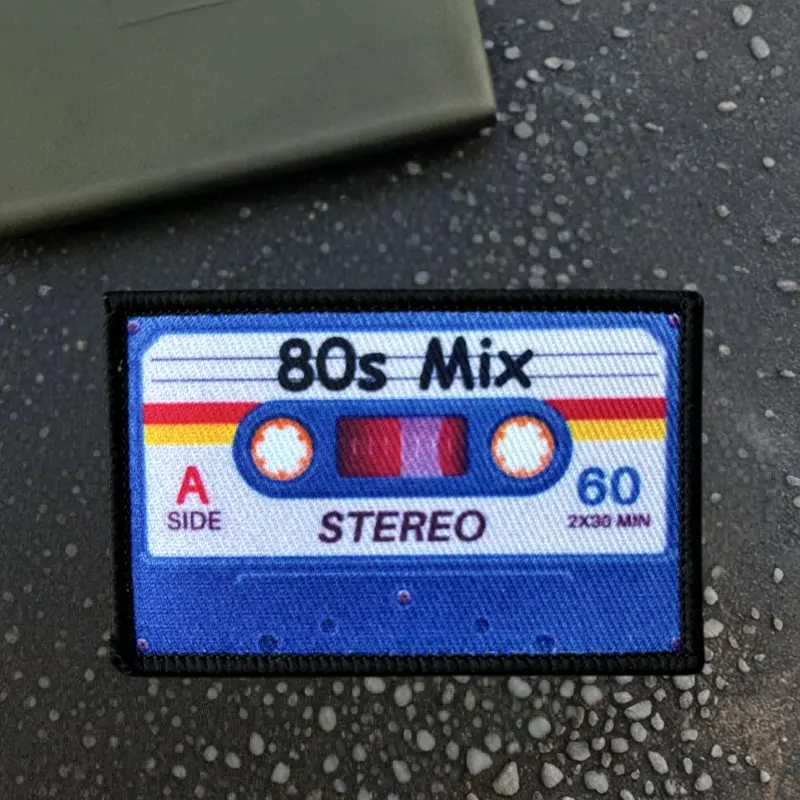 80s Mix
A
SIDE
STEREO
60
2X30 MIN